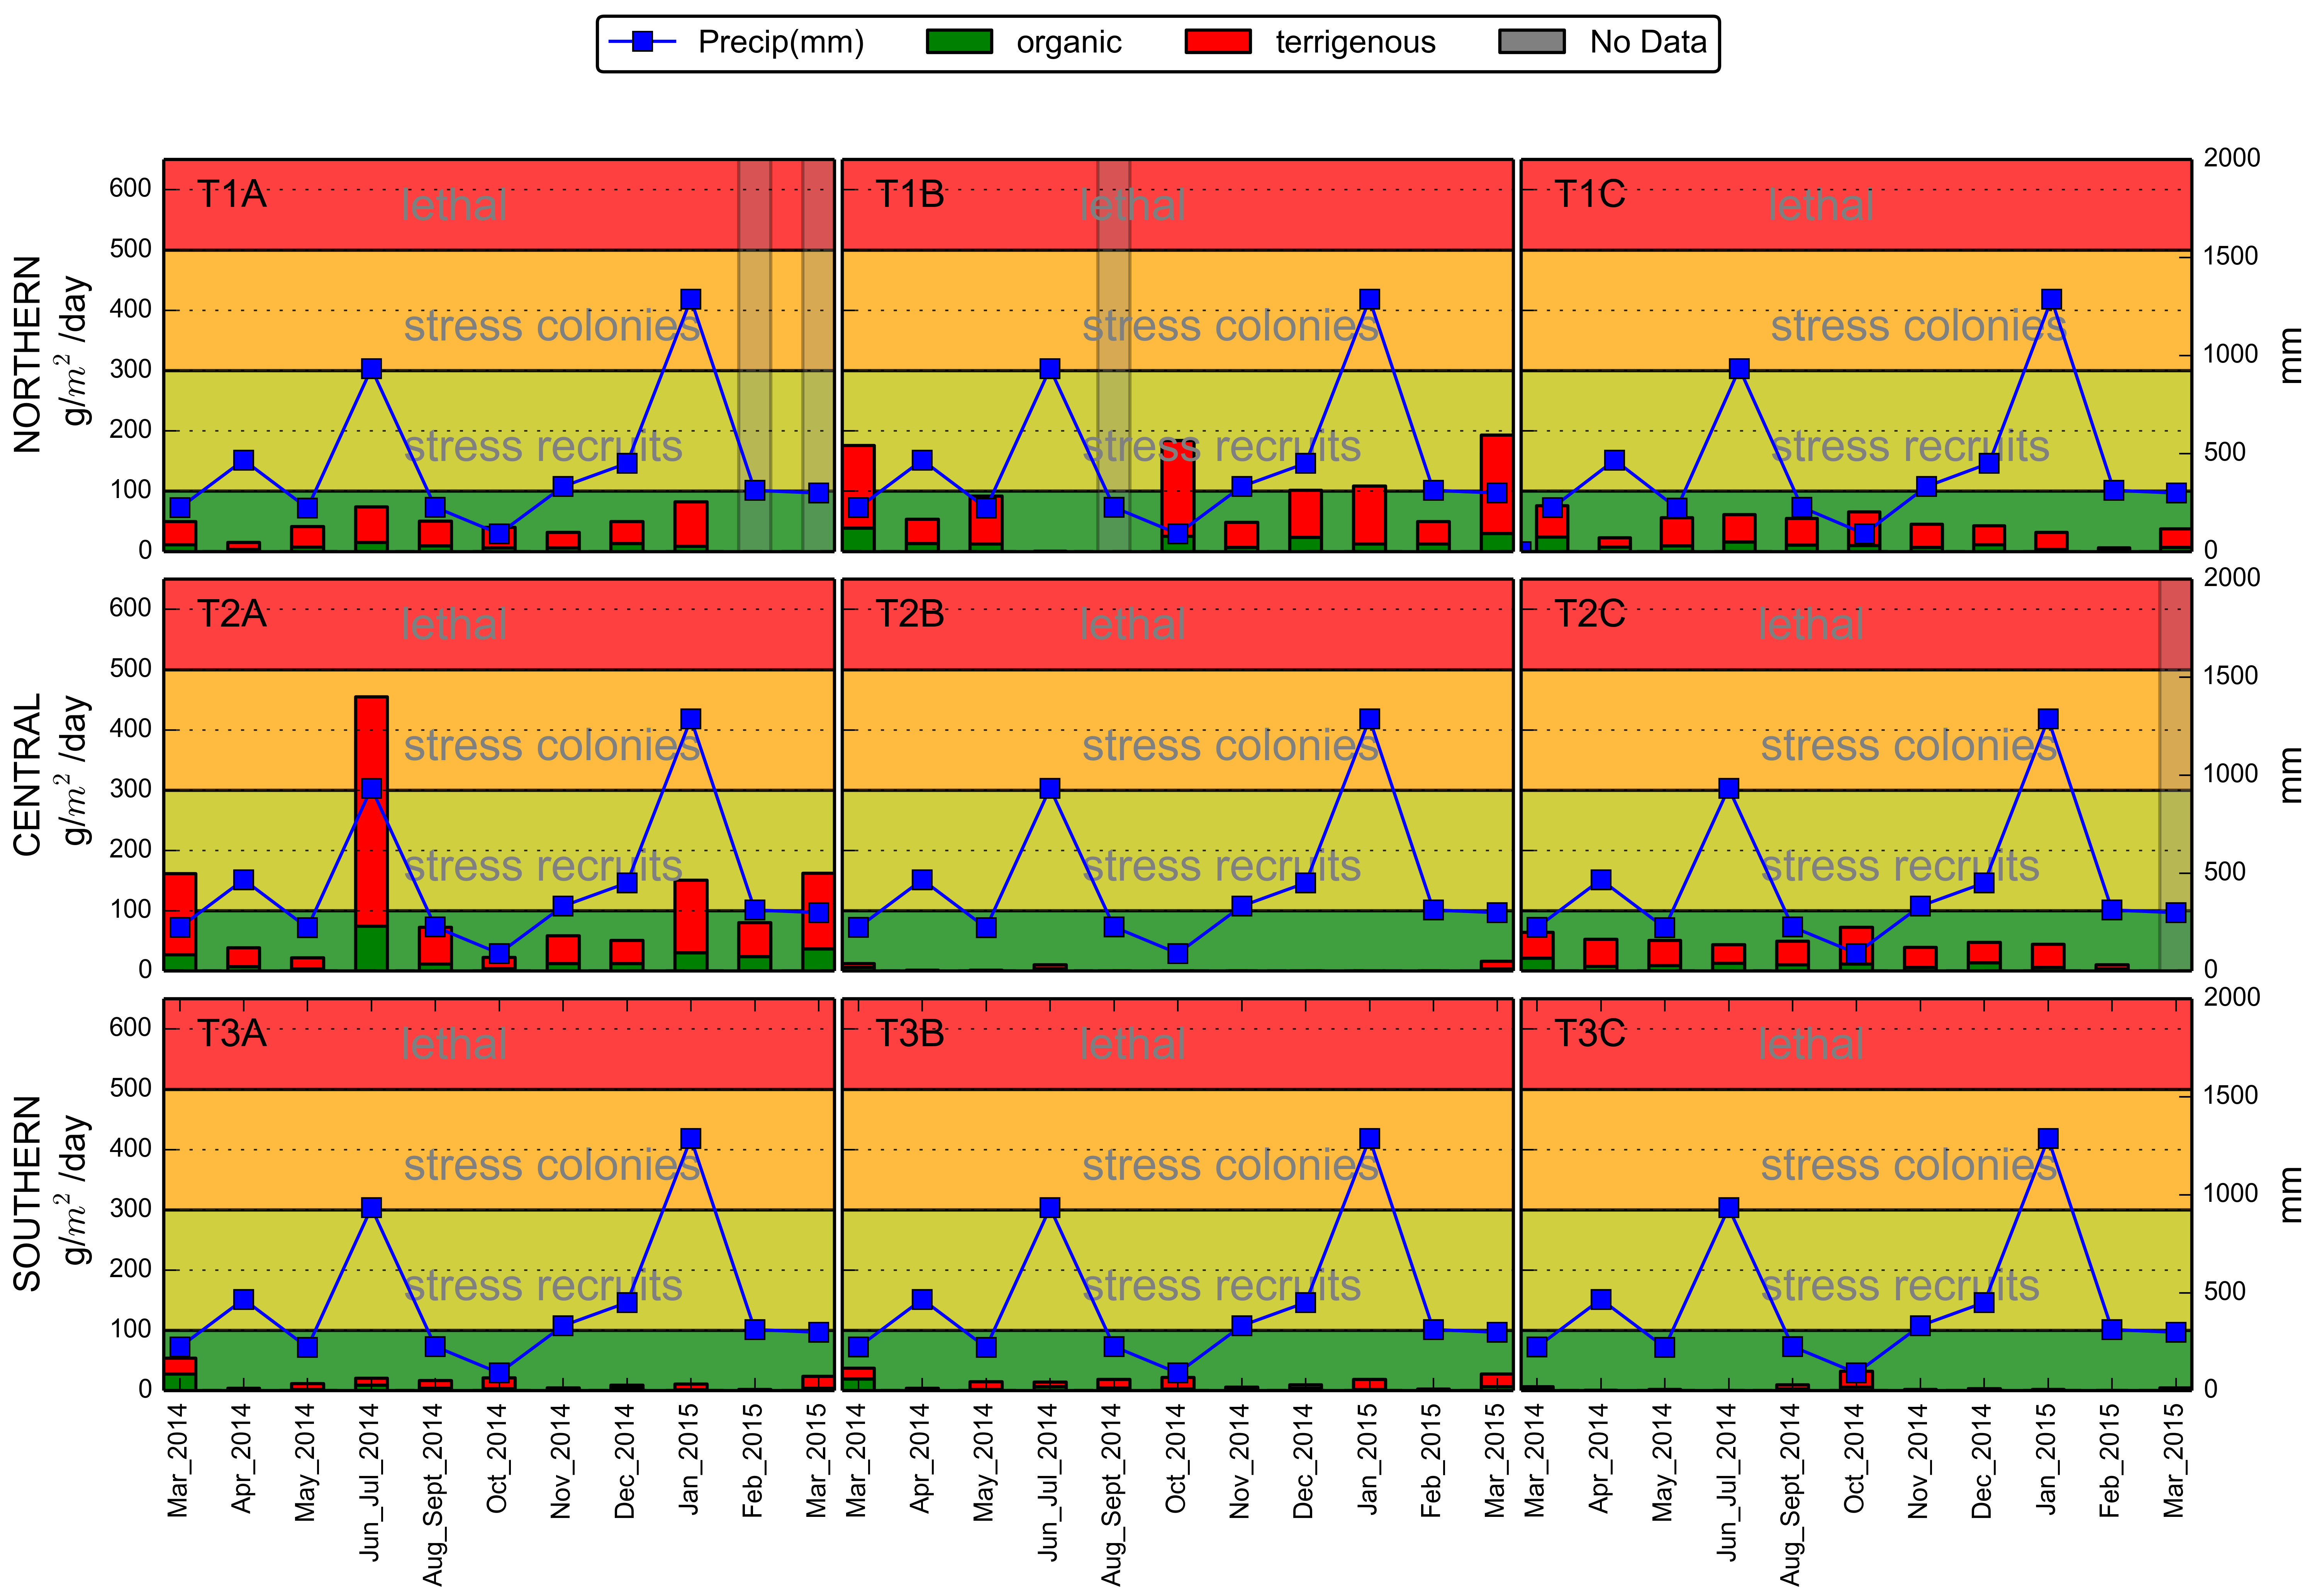 Precip(mm) organic terrigenous No Data
T1A lethal stress colonies stress recruits
T1B lethal stress colonies stress recruits
T1C lethal stress colonies stress recruits
NORTHERN
g/m² /day
600
500
400
300
200
100
0
2000
1500
1000
500
0
mm
T2A lethal stress colonies stress recruits
T2B lethal stress colonies stress recruits
T2C lethal stress colonies stress recruits
CENTRAL
g/m² /day
600
500
400
300
200
100
0
2000
1500
1000
500
0
mm
T3A lethal stress colonies stress recruits
T3B lethal stress colonies stress recruits
T3C lethal stress colonies stress recruits
SOUTHERN
g/m² /day
600
500
400
300
200
100
0
2000
1500
1000
500
0
mm
Mar_2014 Apr_2014 May_2014 Jun_Jul_2014 Aug_Sept_2014 Oct_2014 Nov_2014 Dec_2014 Jan_2015 Feb_2015 Mar_2015
Mar_2014 Apr_2014 May_2014 Jun_Jul_2014 Aug_Sept_2014 Oct_2014 Nov_2014 Dec_2014 Jan_2015 Feb_2015 Mar_2015
Mar_2014 Apr_2014 May_2014 Jun_Jul_2014 Aug_Sept_2014 Oct_2014 Nov_2014 Dec_2014 Jan_2015 Feb_2015 Mar_2015